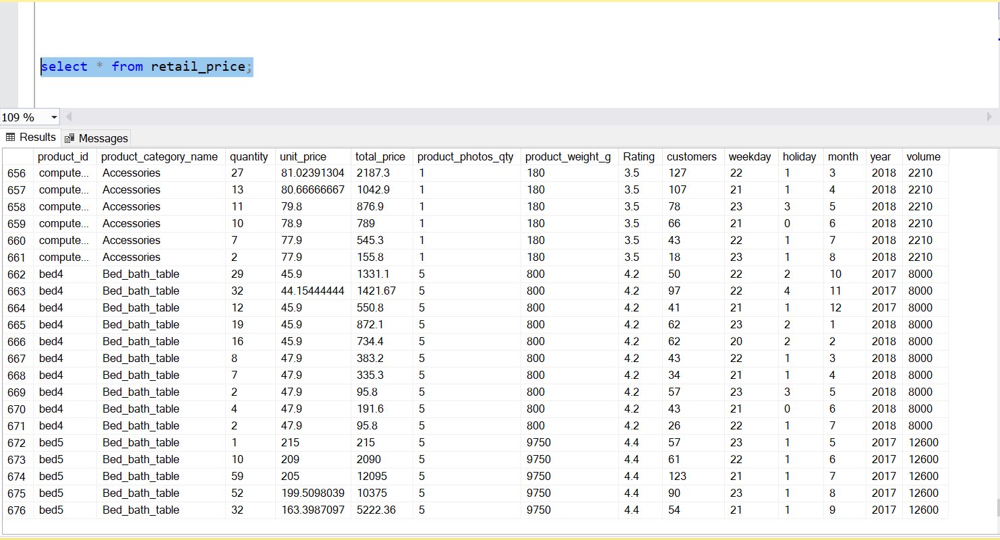 select * from retail_price;
109 %
Results Messages
product_id product_category_name quantity unit_price total_price product_photos_qty product_weight_g Rating customers weekday holiday month year volume
656 compute... Accessories 27 81.02391304 2187.3 1 180 3.5 127 22 1 3 2018 2210
657 compute... Accessories 13 80.66666667 1042.9 1 180 3.5 107 21 1 4 2018 2210
658 compute... Accessories 11 79.8 876.9 1 180 3.5 78 23 3 5 2018 2210
659 compute... Accessories 10 78.9 789 1 180 3.5 66 21 0 6 2018 2210
660 compute... Accessories 7 77.9 545.3 1 180 3.5 43 22 1 7 2018 2210
661 compute... Accessories 2 77.9 155.8 1 180 3.5 18 23 1 8 2018 2210
662 bed4 Bed_bath_table 29 45.9 1331.1 5 800 4.2 50 22 2 10 2017 8000
663 bed4 Bed_bath_table 32 44.15444444 1421.67 5 800 4.2 97 22 4 11 2017 8000
664 bed4 Bed_bath_table 12 45.9 550.8 5 800 4.2 41 21 1 12 2017 8000
665 bed4 Bed_bath_table 19 45.9 872.1 5 800 4.2 62 23 2 1 2018 8000
666 bed4 Bed_bath_table 16 45.9 734.4 5 800 4.2 62 20 2 2 2018 8000
667 bed4 Bed_bath_table 8 47.9 383.2 5 800 4.2 43 22 1 3 2018 8000
668 bed4 Bed_bath_table 7 47.9 335.3 5 800 4.2 34 21 1 4 2018 8000
669 bed4 Bed_bath_table 2 47.9 95.8 5 800 4.2 57 23 3 5 2018 8000
670 bed4 Bed_bath_table 4 47.9 191.6 5 800 4.2 43 21 0 6 2018 8000
671 bed4 Bed_bath_table 2 47.9 95.8 5 800 4.2 26 22 1 7 2018 8000
672 bed5 Bed_bath_table 1 215 215 5 9750 4.4 57 23 1 5 2017 12600
673 bed5 Bed_bath_table 10 209 2090 5 9750 4.4 61 22 1 6 2017 12600
674 bed5 Bed_bath_table 59 205 12095 5 9750 4.4 123 21 1 7 2017 12600
675 bed5 Bed_bath_table 52 199.5098039 10375 5 9750 4.4 90 23 1 8 2017 12600
676 bed5 Bed_bath_table 32 163.3987097 5222.36 5 9750 4.4 54 21 1 9 2017 12600